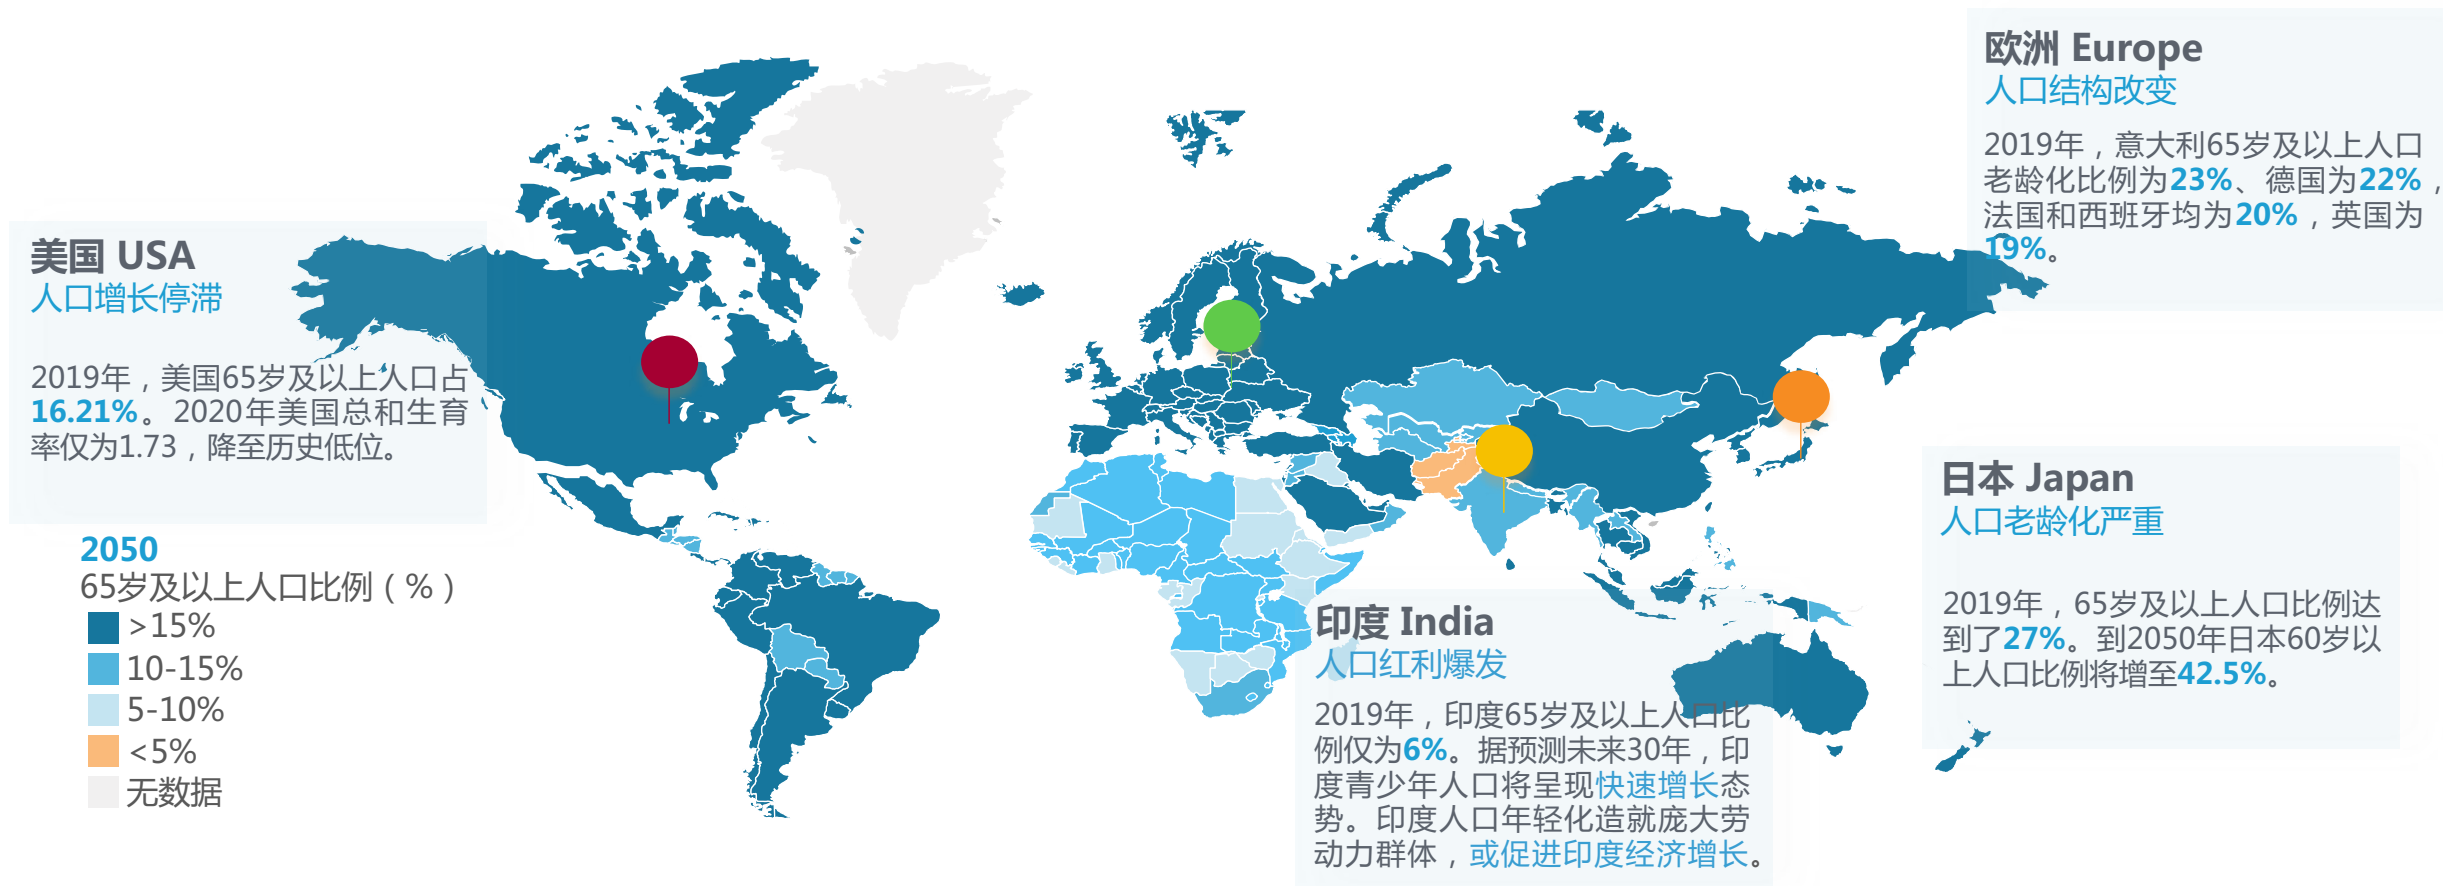 美国 USA
人口增长停滞
2019年，美国65岁及以上人口占
16.21%。2020年美国总和生育
率仅为1.73，降至历史低位。
2050
65岁及以上人口比例（%）
>15%
10-15%
5-10%
<5%
无数据
欧洲 Europe
人口结构改变
2019年，意大利65岁及以上人口
老龄化比例为23%、德国为22%，
法国和西班牙均为20%，英国为
19%。
日本 Japan
人口老龄化严重
2019年，65岁及以上人口比例达
到了27%。到2050年日本60岁以
上人口比例将增至42.5%。
印度 India
人口红利爆发
2019年，印度65岁及以上人口比
例仅为6%。据预测未来30年，印
度青少年人口将呈现快速增长态
势。印度人口年轻化造就庞大劳
动力群体，或促进印度经济增长。